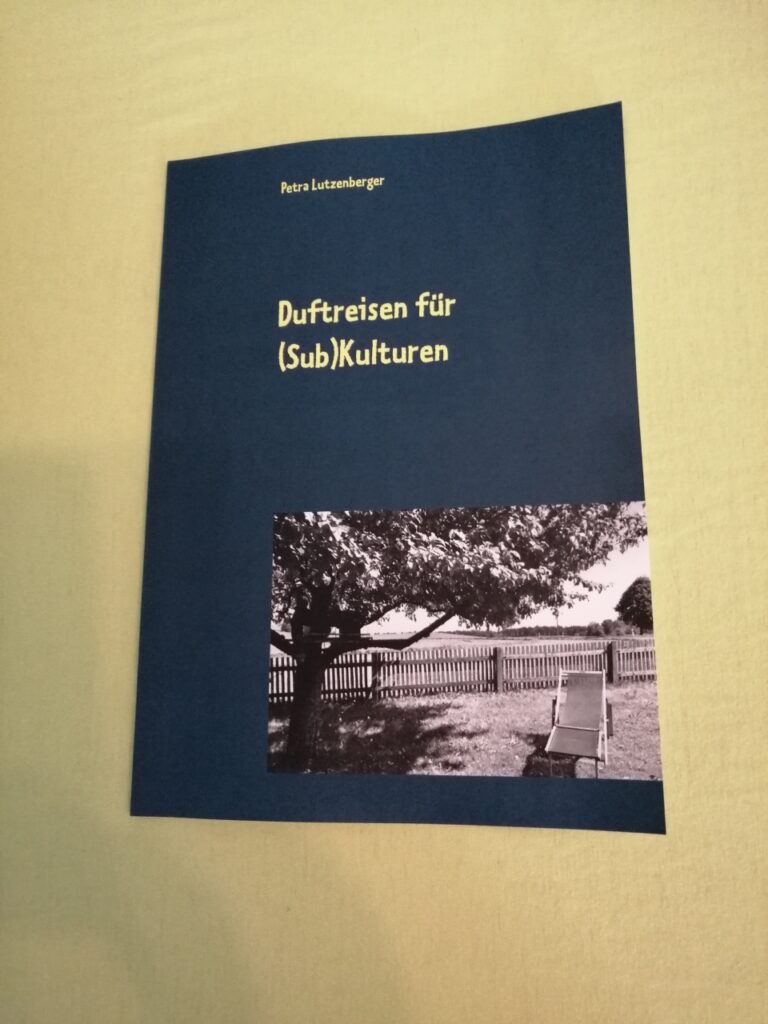 Petra Lutzenberger
Duftreisen für
(Sub)Kulturen